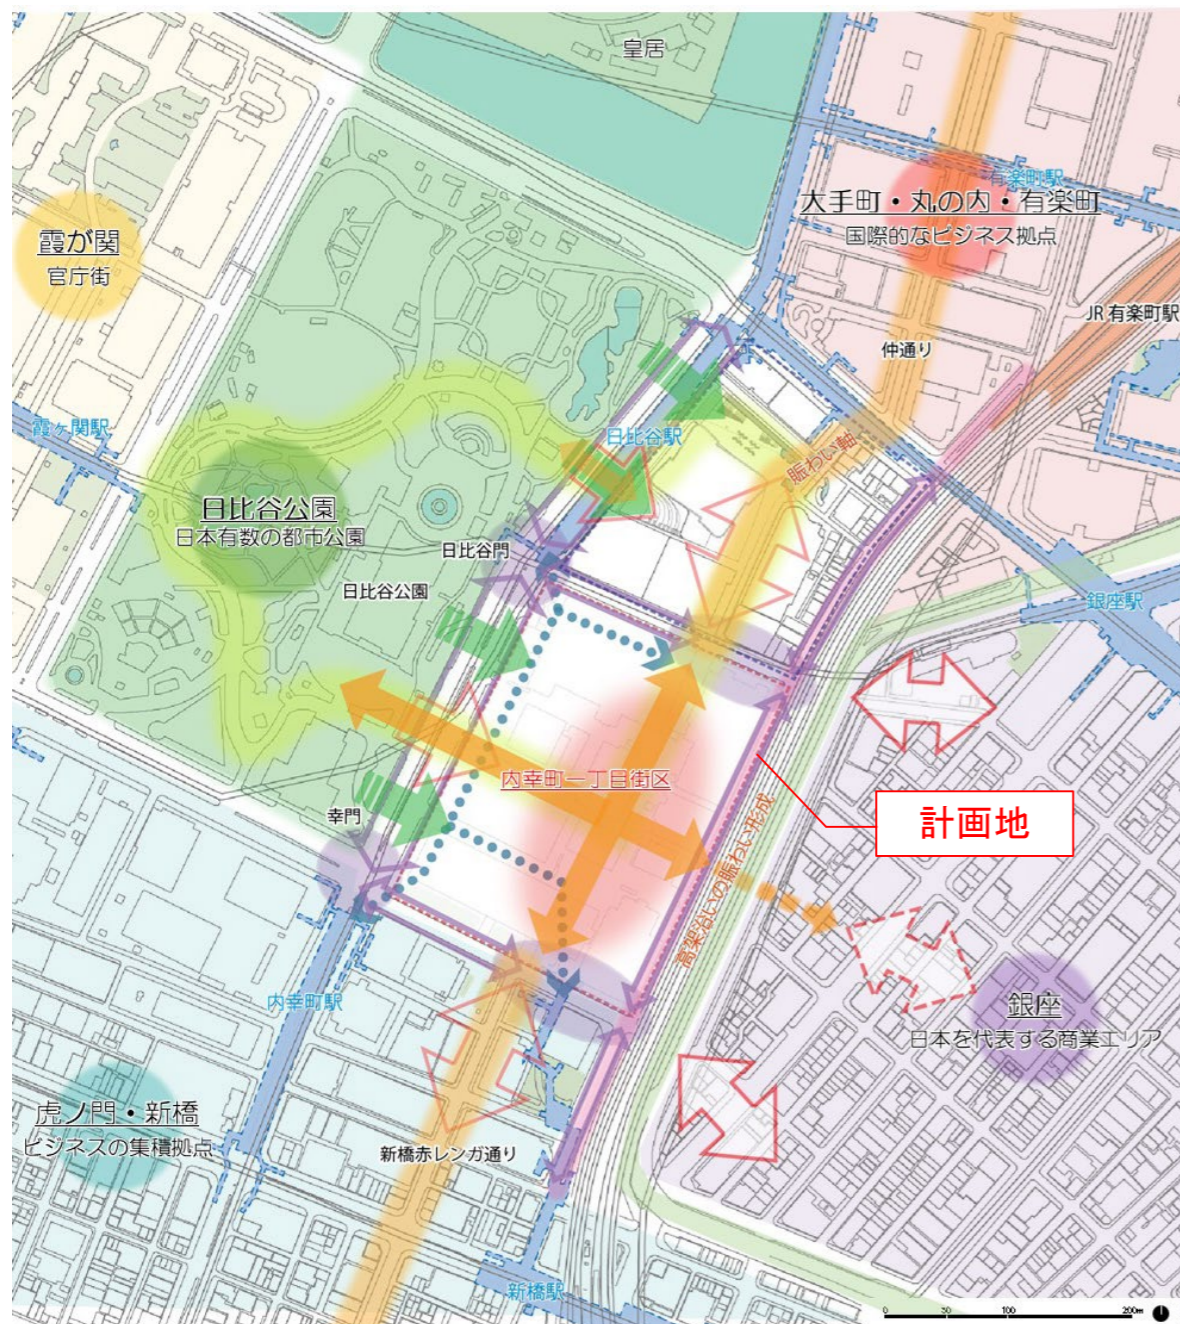 皇居
有楽町駅
大手町・丸の内・有楽町
国際的なビジネス拠点
霞が関
官庁街
JR 有楽町駅
仲通り
霞ヶ関駅
日比谷駅
賑わい軸
日比谷公園
日本有数の都市公園
日比谷門
日比谷公園
銀座駅
内幸町一丁目街区
幸門
計画地
高架沿いの賑わい形成
内幸町駅
銀座
日本を代表する商業エリア
虎ノ門・新橋
ビジネスの集積拠点
新橋赤レンガ通り
新橋駅
0 50 100 200m